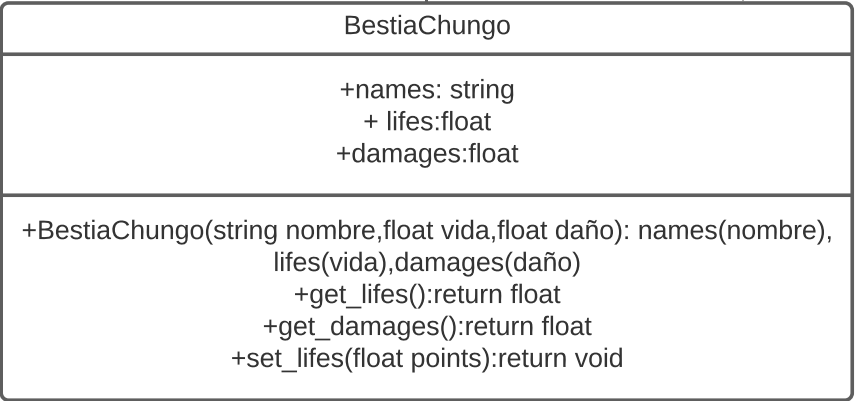 BestiaChungo
+names: string
+ lifes:float
+damages:float
+BestiaChungo(string nombre,float vida,float daño): names(nombre),
lifes(vida),damages(daño)
+get_lifes():return float
+get_damages():return float
+set_lifes(float points):return void